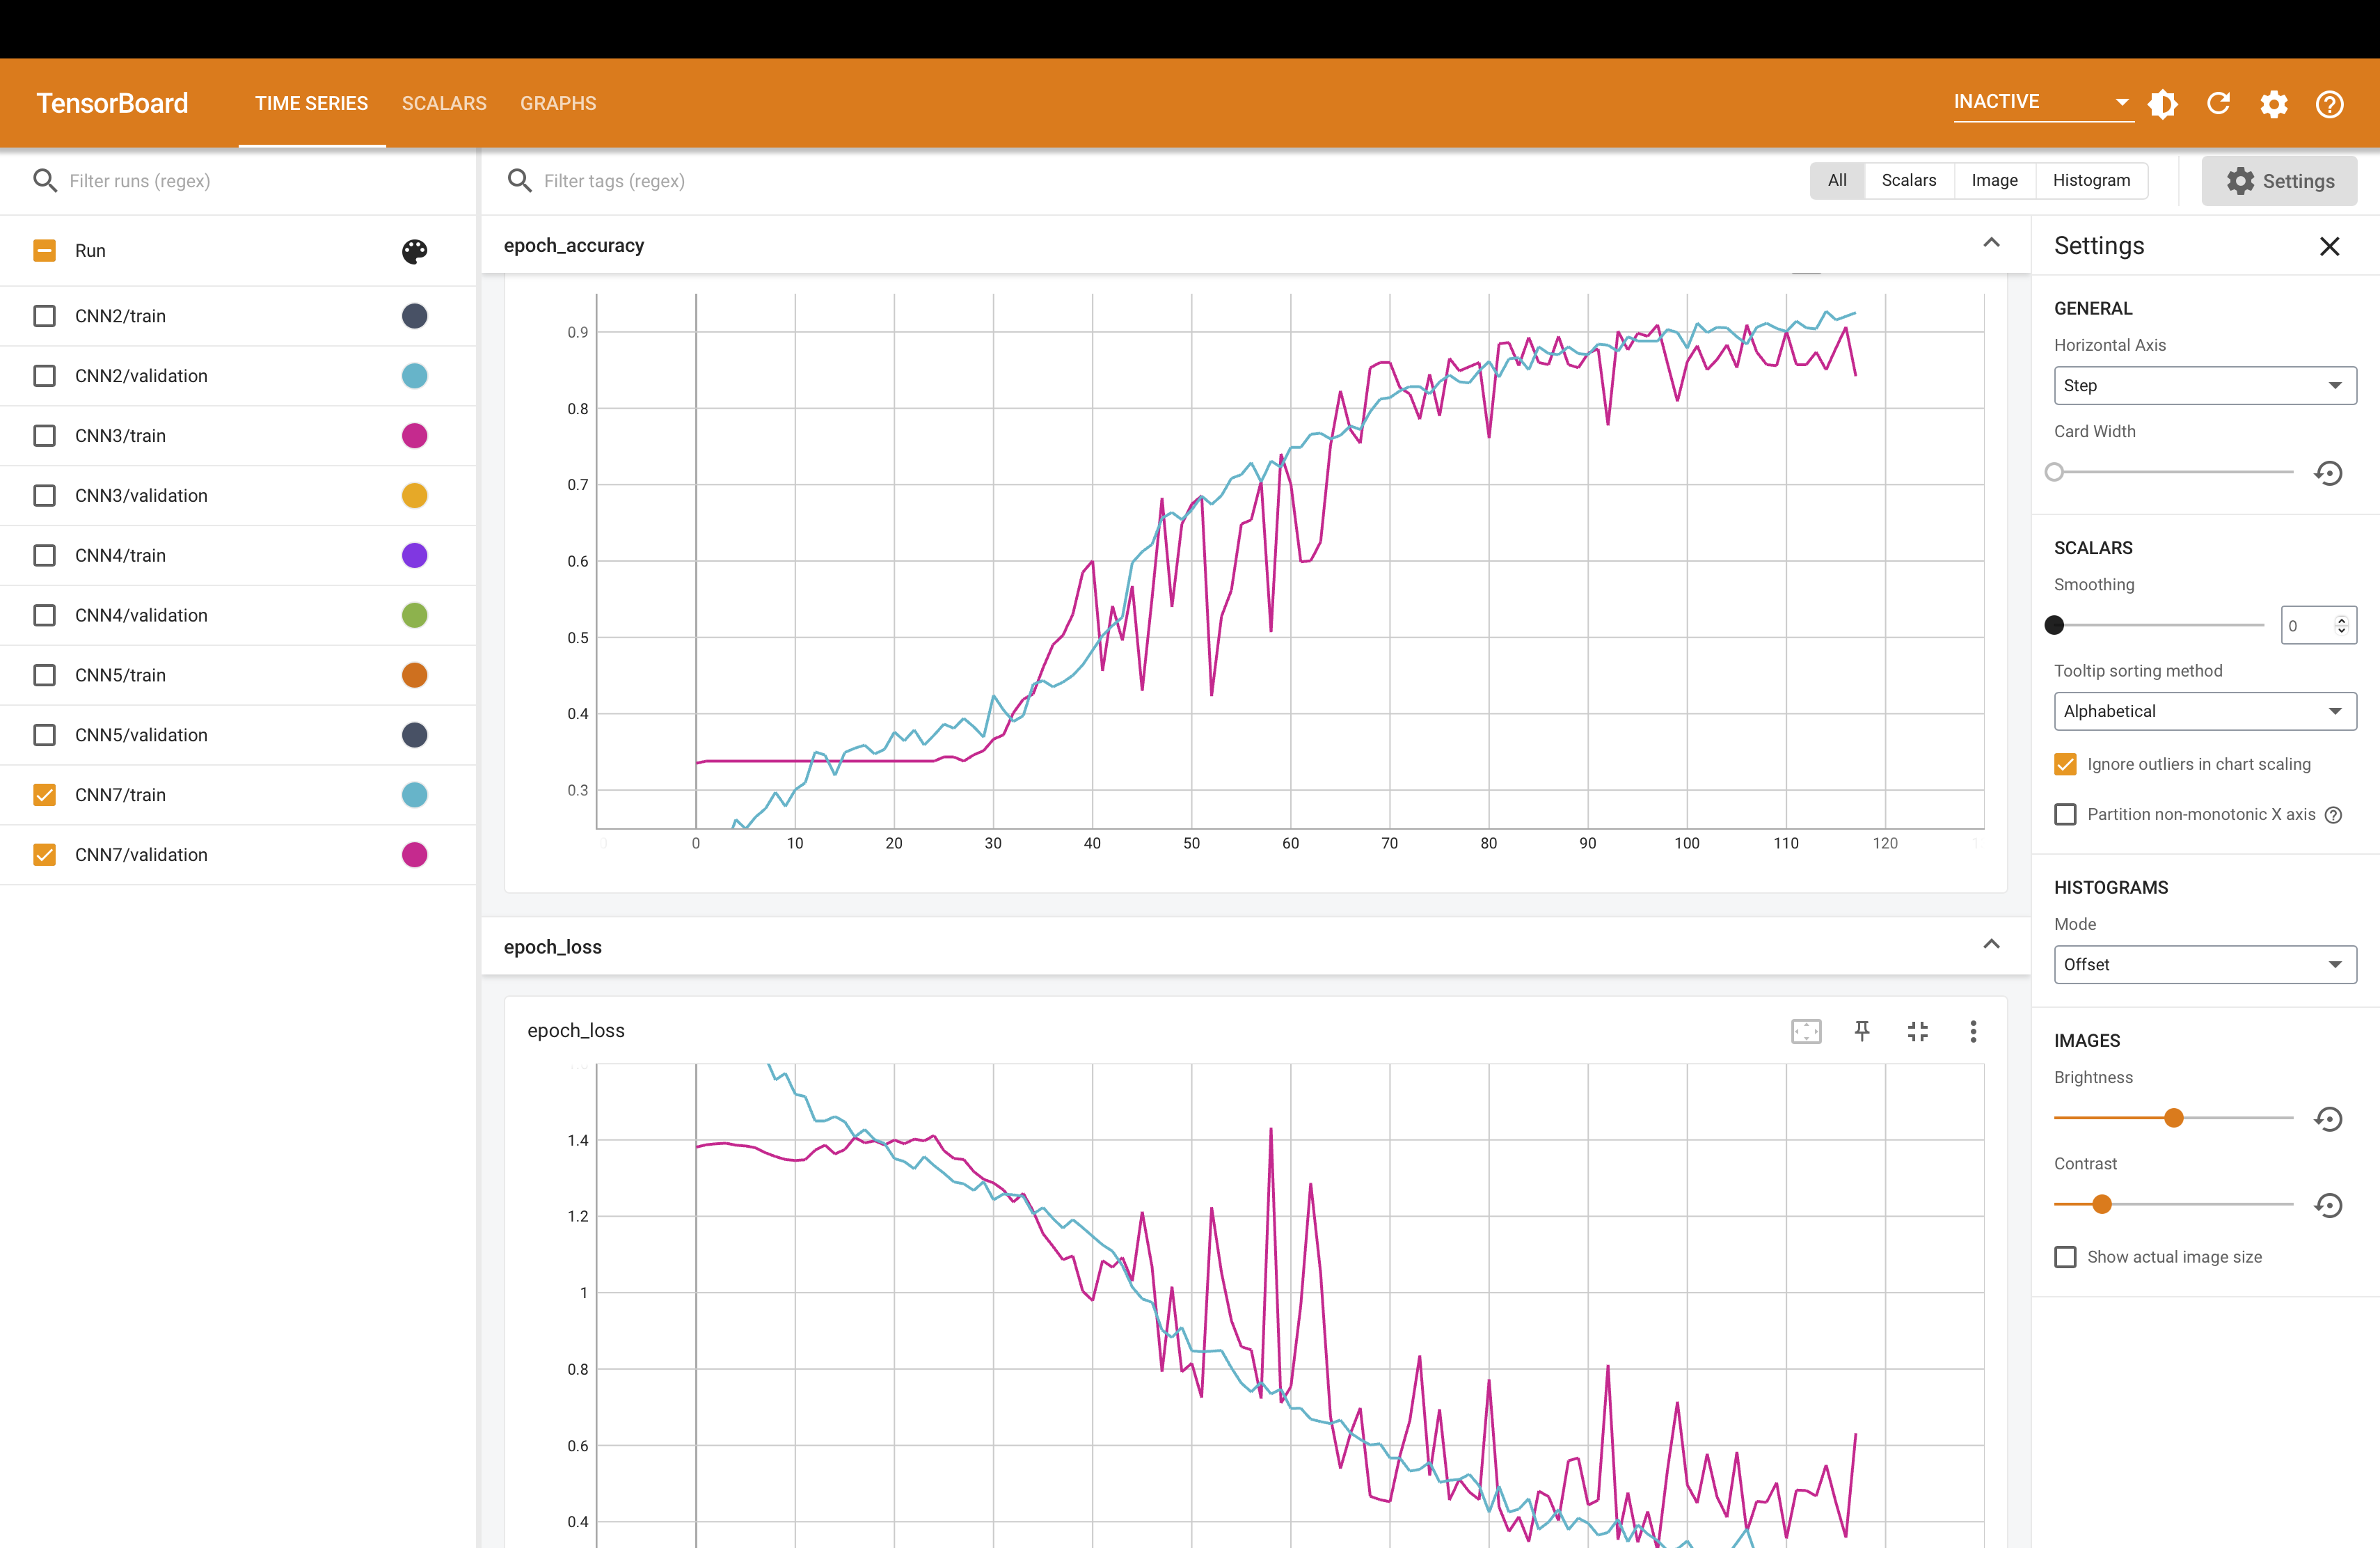 TensorBoard
TIME SERIES
SCALARS
GRAPHS
INACTIVE
Filter runs (regex)
Filter tags (regex)
All
Scalars
Image
Histogram
Settings
Run
CNN2/train
CNN2/validation
CNN3/train
CNN3/validation
CNN4/train
CNN4/validation
CNN5/train
CNN5/validation
CNN7/train
CNN7/validation
epoch_accuracy
0.9
0.8
0.7
0.6
0.5
0.4
0.3
0 10 20 30 40 50 60 70 80 90 100 110 120
epoch_loss
epoch_loss
1.4
1.2
1
0.8
0.6
0.4
Settings
GENERAL
Horizontal Axis
Step
Card Width
SCALARS
Smoothing
0
Tooltip sorting method
Alphabetical
Ignore outliers in chart scaling
Partition non-monotonic X axis
HISTOGRAMS
Mode
Offset
IMAGES
Brightness
Contrast
Show actual image size